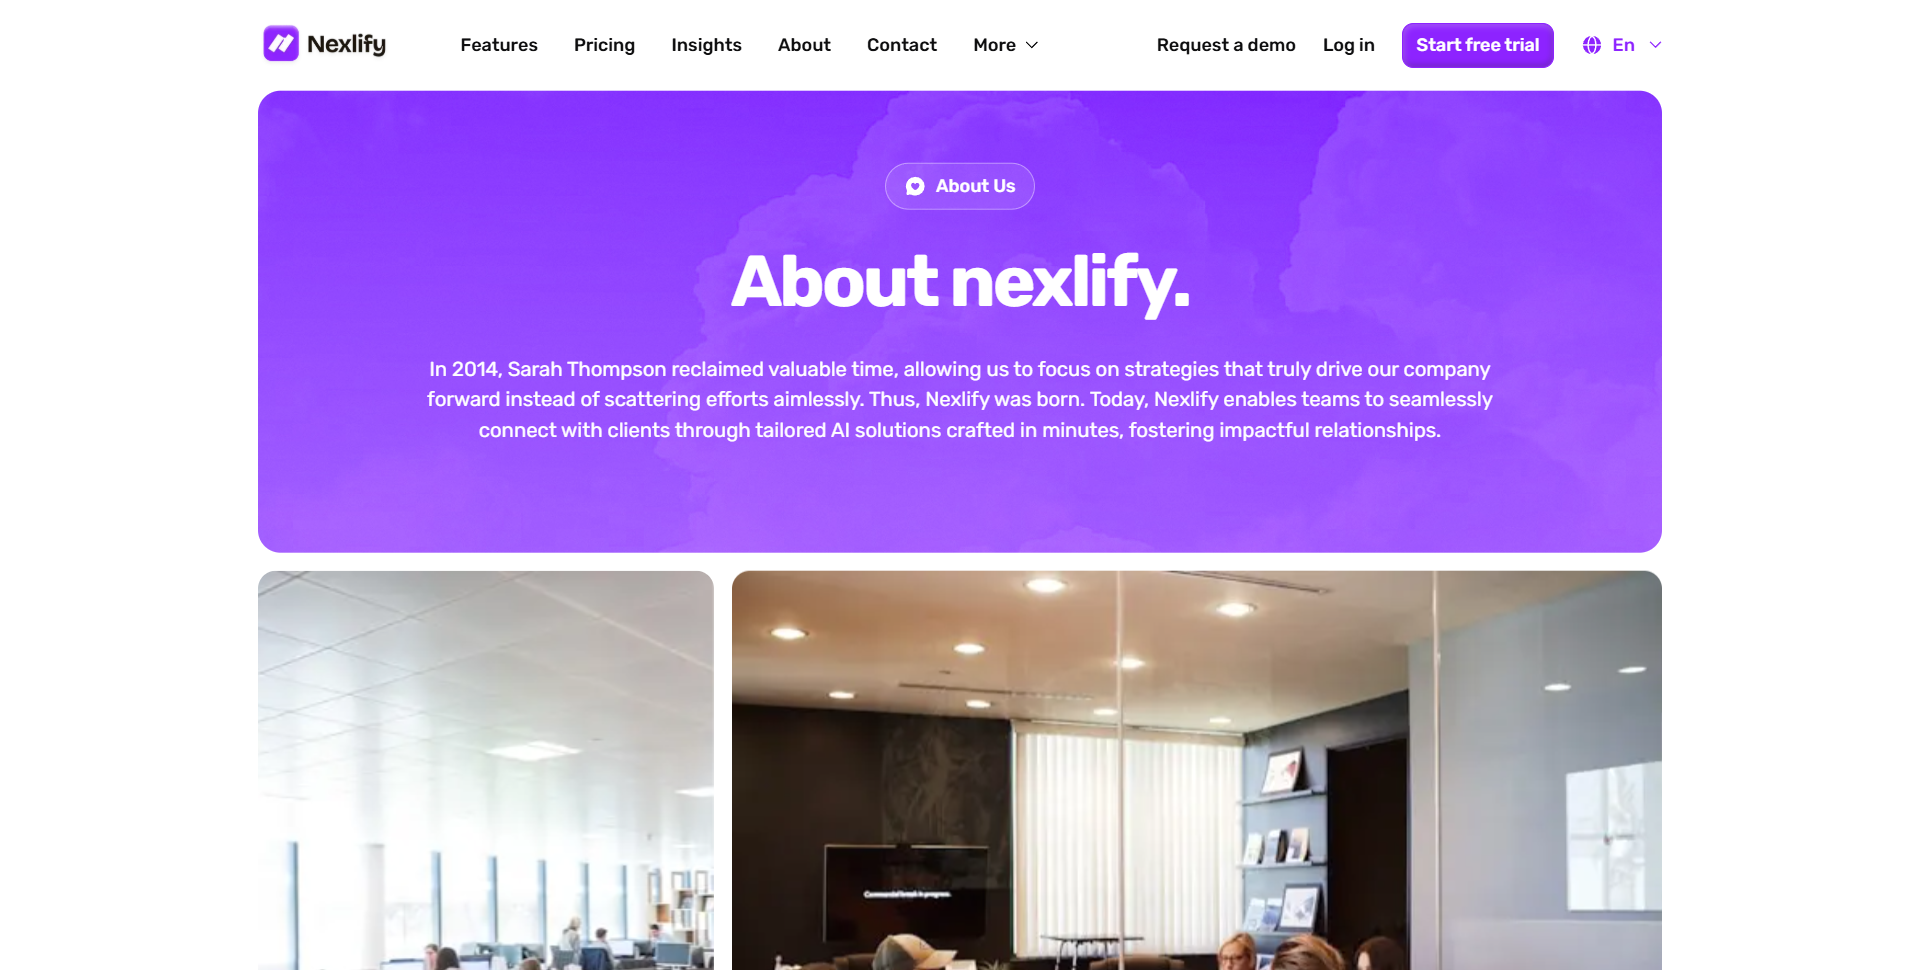 Nexlify
Features
Pricing
Insights
About
Contact
More
Request a demo
Log in
Start free trial
En
About Us
About nexlify.
In 2014, Sarah Thompson reclaimed valuable time, allowing us to focus on strategies that truly drive our company
forward instead of scattering efforts aimlessly. Thus, Nexlify was born. Today, Nexlify enables teams to seamlessly
connect with clients through tailored AI solutions crafted in minutes, fostering impactful relationships.